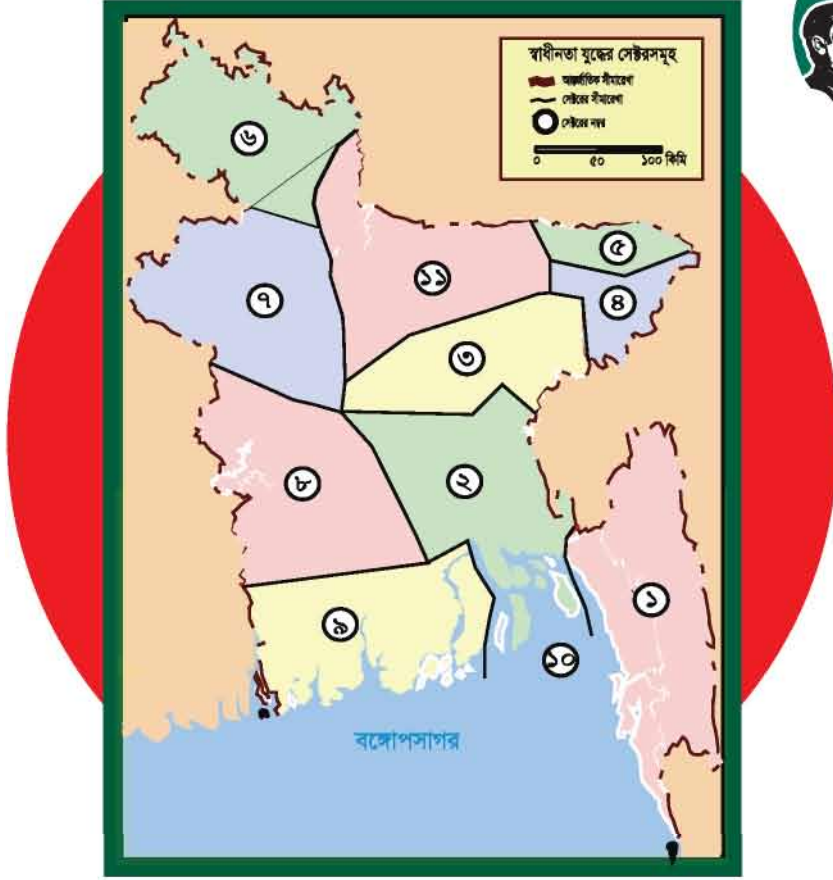 স্বাধীনতা যুদ্ধের সেক্টরসমূহ
আন্তর্জাতিক সীমারেখা
সেক্টরের সীমারেখা
সেক্টরের নম্বর
০ ৫০ ১০০ কিমি
৬
৫
১১
৭
৪
৩
৮
২
১
৯
১০
বঙ্গোপসাগর